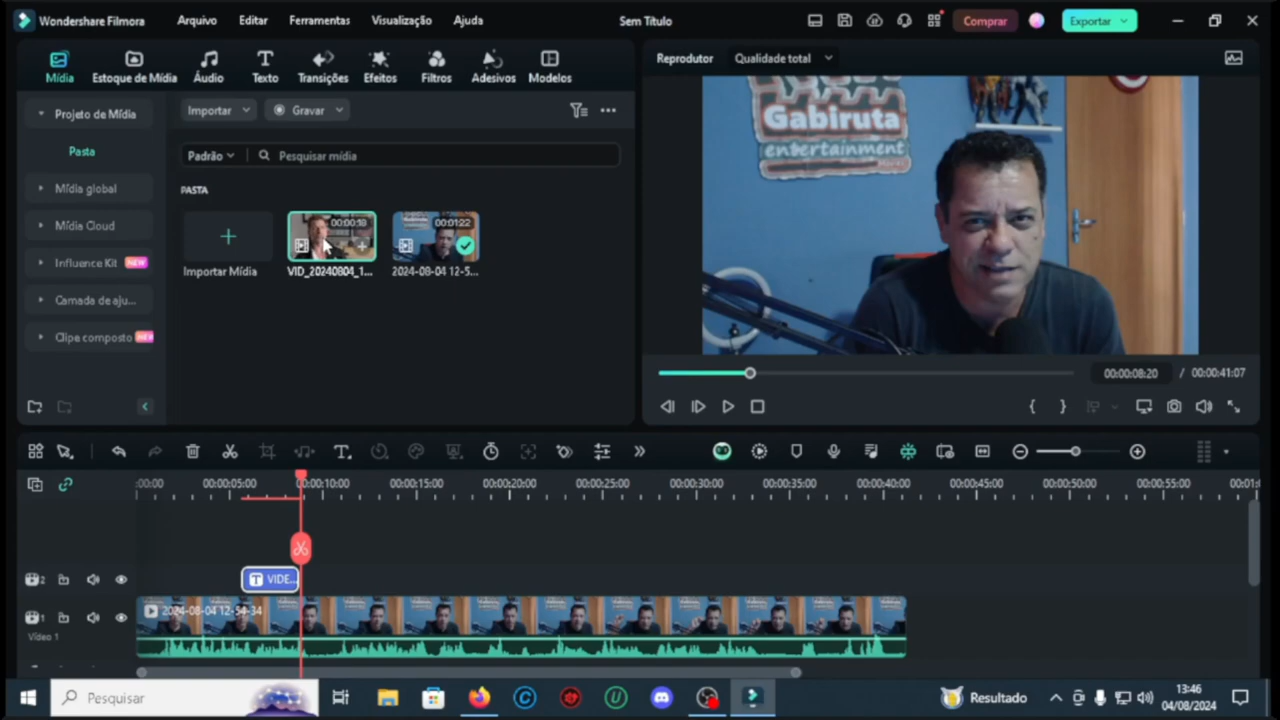 Wondershare Filmora
Arquivo
Editar
Ferramentas
Visualização
Ajuda
Sem Título
Comprar
Exportar
Mídia
Estoque de Mídia
Áudio
Texto
Transições
Efeitos
Filtros
Adesivos
Modelos
Reprodutor
Qualidade total
Projeto de Mídia
Pasta
Mídia global
Mídia Cloud
Influence Kit NEW
Camada de aju...
Clipe composto NEW
Importar
Gravar
Padrão
Pesquisar mídia
PASTA
Importar Mídia
00:00:18
VID_20240804_1...
00:01:22
2024-08-04 12-5...
Gabiruta
entertainment
00:00:08:20 / 00:00:41:07
:00:00
00:00:05:00
00:00:10:00
00:00:15:00
00:00:20:00
00:00:25:00
00:00:30:00
00:00:35:00
00:00:40:00
00:00:45:00
00:00:50:00
00:00:55:00
00:01:0
2
T VIDE...
1
Vídeo 1
2024-08-04 12-54-34
Pesquisar
Resultado
13:46
04/08/2024